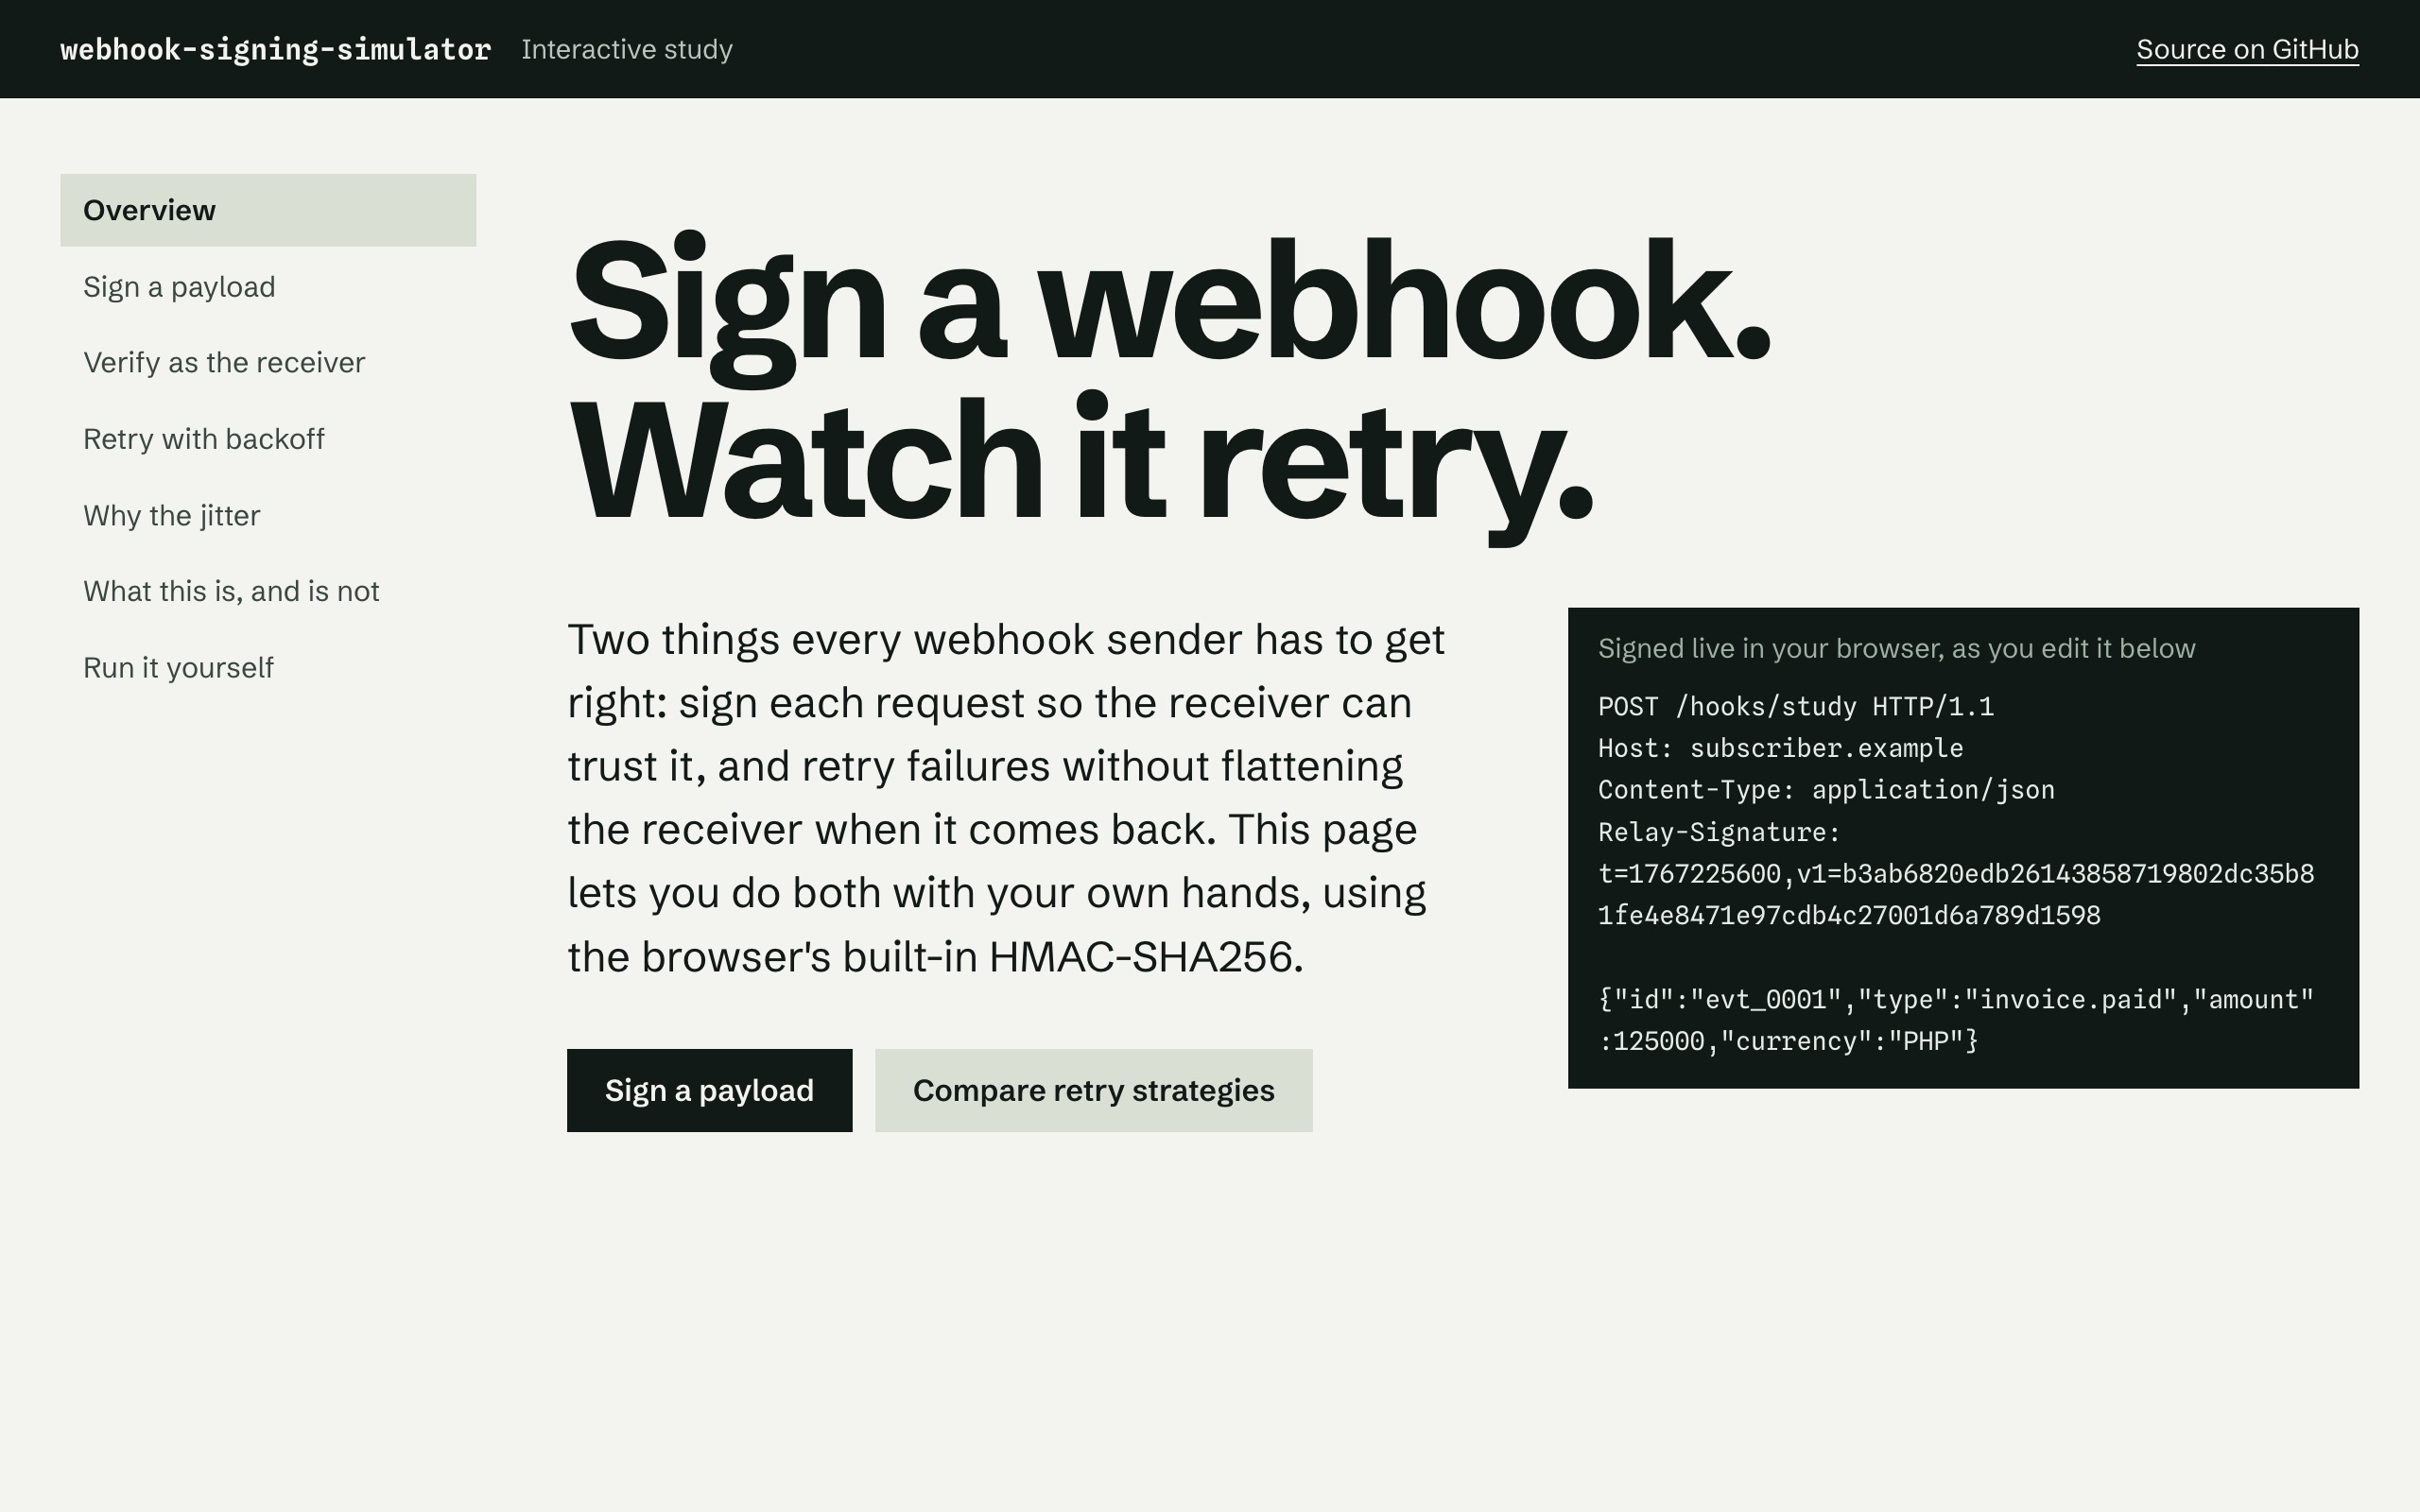 webhook-signing-simulator Interactive study Source on GitHub
Overview
Sign a payload
Verify as the receiver
Retry with backoff
Why the jitter
What this is, and is not
Run it yourself
Sign a webhook.
Watch it retry.
Two things every webhook sender has to get
right: sign each request so the receiver can
trust it, and retry failures without flattening
the receiver when it comes back. This page
lets you do both with your own hands, using
the browser's built-in HMAC-SHA256.
Sign a payload Compare retry strategies
Signed live in your browser, as you edit it below
POST /hooks/study HTTP/1.1
Host: subscriber.example
Content-Type: application/json
Relay-Signature:
t=1767225600,v1=b3ab6820edb26143858719802dc35b8
1fe4e8471e97cdb4c27001d6a789d1598
{"id":"evt_0001","type":"invoice.paid","amount"
:125000,"currency":"PHP"}